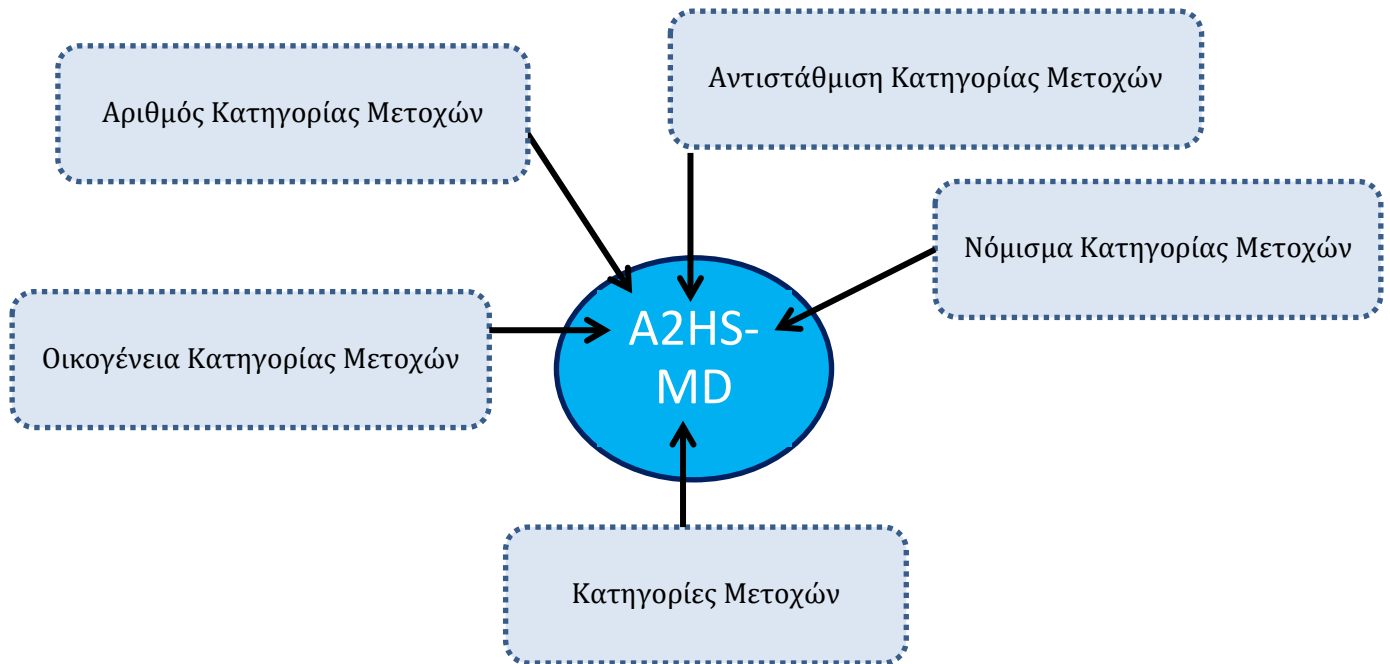 Αντιστάθμιση Κατηγορίας Μετοχών
Αριθμός Κατηγορίας Μετοχών
Νόμισμα Κατηγορίας Μετοχών
Οικογένεια Κατηγορίας Μετοχών
A2HS-
MD
Κατηγορίες Μετοχών